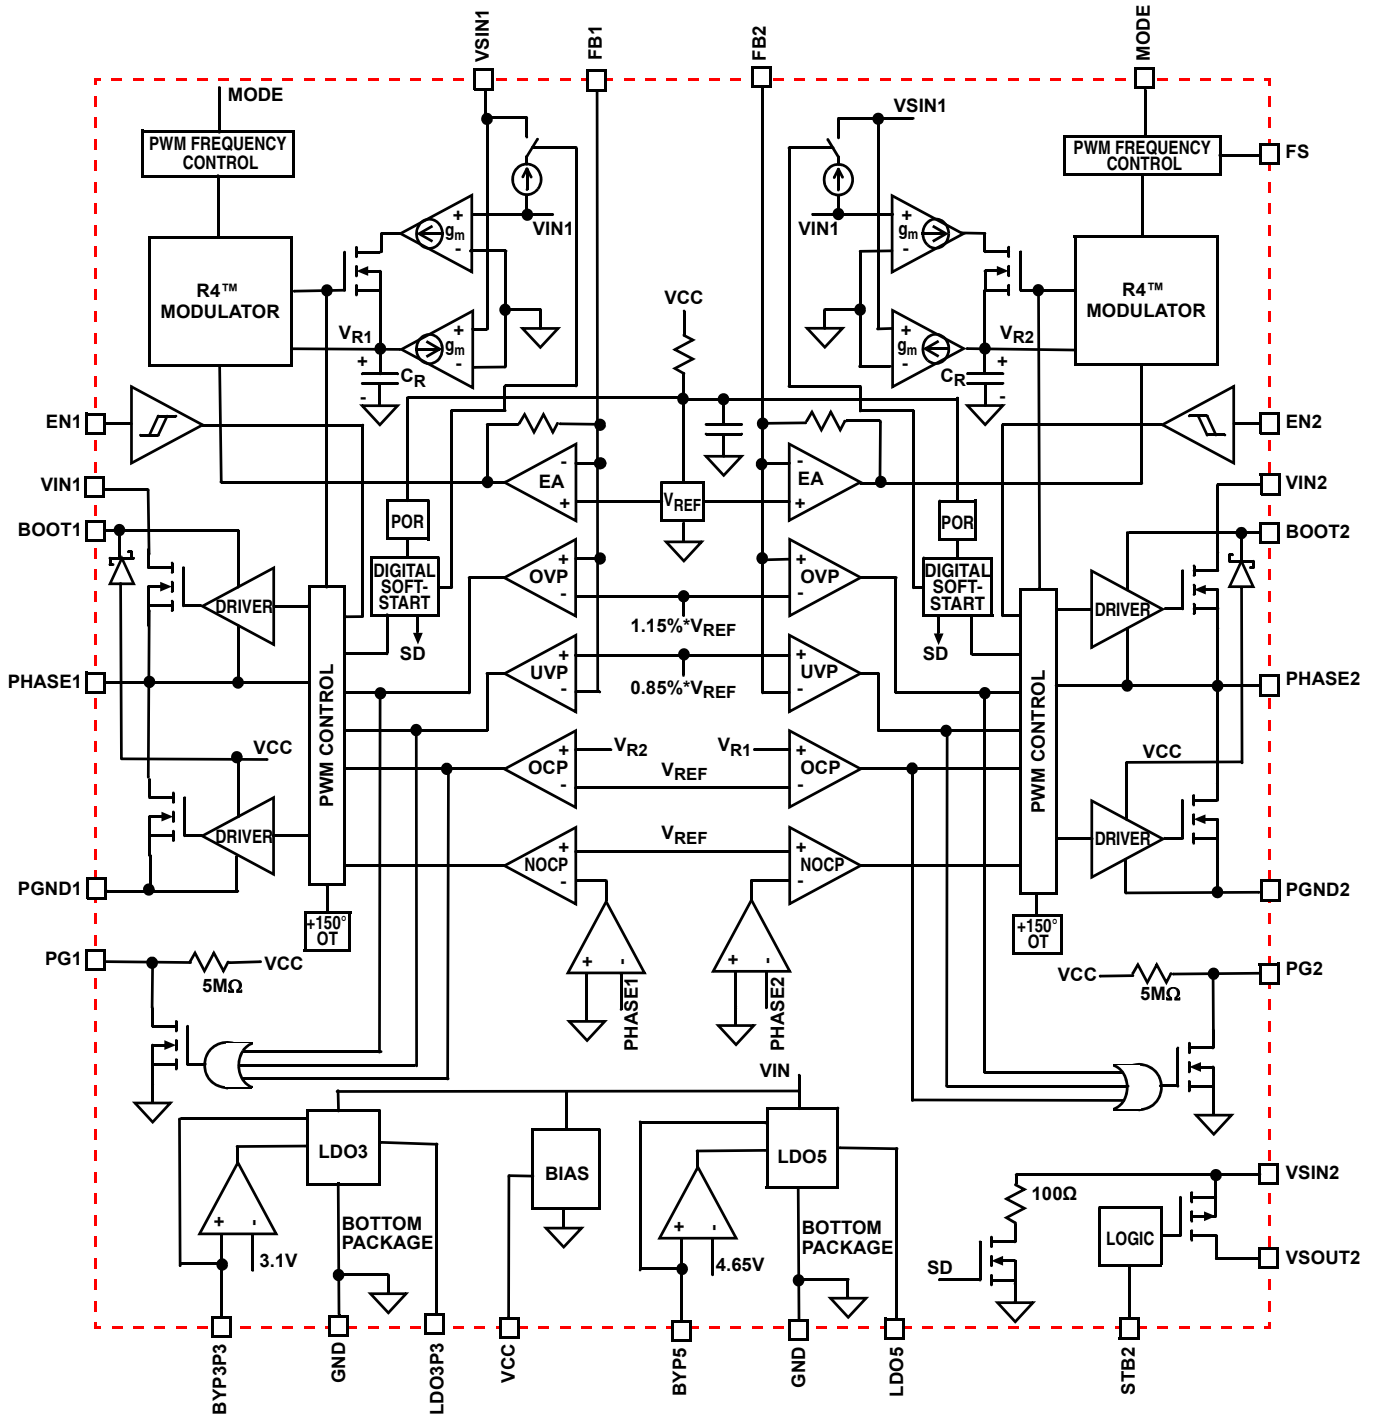 VSIN1
FB1
FB2
MODE
MODE
PWM FREQUENCY
CONTROL
VSIN1
PWM FREQUENCY
CONTROL
FS
+
gm
-
VIN1
VIN1
+
gm
-
R4™
MODULATOR
R4™
MODULATOR
VCC
VR1
+
gm
-
+
gm
-
VR2
+
CR
-
CR
+
-
EN1
EN2
-
EA
+
VREF
-
EA
+
VIN1
VIN2
BOOT1
POR
POR
BOOT2
DIGITAL
SOFT-
START
+
OVP
-
+
OVP
-
DIGITAL
SOFT-
START
DRIVER
DRIVER
1.15%*VREF
SD
SD
+
UVP
-
+
UVP
-
PHASE1
0.85%*VREF
PHASE2
PWM CONTROL
PWM CONTROL
VCC
+
OCP
-
VR2
VR1
VREF
+
OCP
-
VCC
DRIVER
DRIVER
VREF
+
NOCP
-
+
NOCP
-
PGND1
PGND2
+150°
OT
+150°
OT
PG1
VCC
5MΩ
+
-
PHASE1
+
-
PHASE2
VCC
5MΩ
PG2
VIN
LDO3
BIAS
LDO5
+
-
3.1V
BOTTOM
PACKAGE
+
-
4.65V
BOTTOM
PACKAGE
100Ω
VSIN2
LOGIC
SD
VSOUT2
BYP3P3
GND
LDO3P3
VCC
BYP5
GND
LDO5
STB2